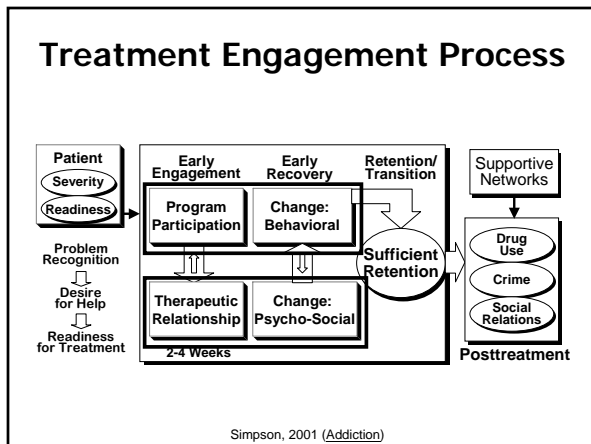 Treatment Engagement Process
Patient
Severity
Readiness
Problem
Recognition
Desire
for Help
Readiness
for Treatment
Early
Engagement
Early
Recovery
Retention/
Transition
Program
Participation
Change:
Behavioral
Therapeutic
Relationship
Change:
Psycho-Social
2-4 Weeks
Sufficient
Retention
Supportive
Networks
Drug
Use
Crime
Social
Relations
Posttreatment
Simpson, 2001 (Addiction)